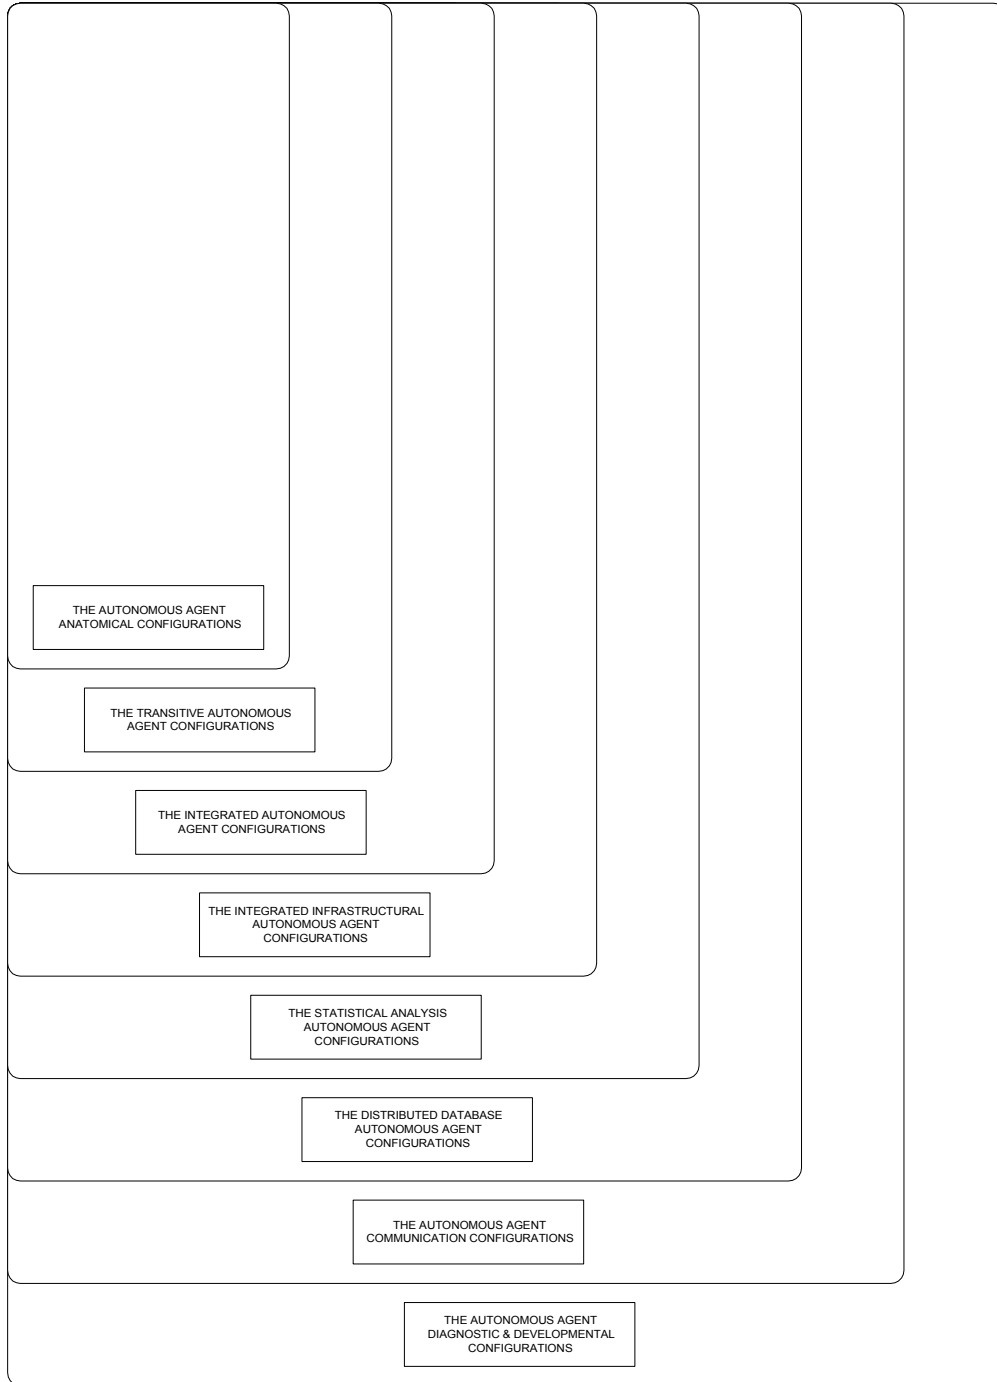 THE AUTONOMOUS AGENT
ANATOMICAL CONFIGURATIONS
THE TRANSITIVE AUTONOMOUS
AGENT CONFIGURATIONS
THE INTEGRATED AUTONOMOUS
AGENT CONFIGURATIONS
THE INTEGRATED INFRASTRUCTURAL
AUTONOMOUS AGENT
CONFIGURATIONS
THE STATISTICAL ANALYSIS
AUTONOMOUS AGENT
CONFIGURATIONS
THE DISTRIBUTED DATABASE
AUTONOMOUS AGENT
CONFIGURATIONS
THE AUTONOMOUS AGENT
COMMUNICATION CONFIGURATIONS
THE AUTONOMOUS AGENT
DIAGNOSTIC & DEVELOPMENTAL
CONFIGURATIONS